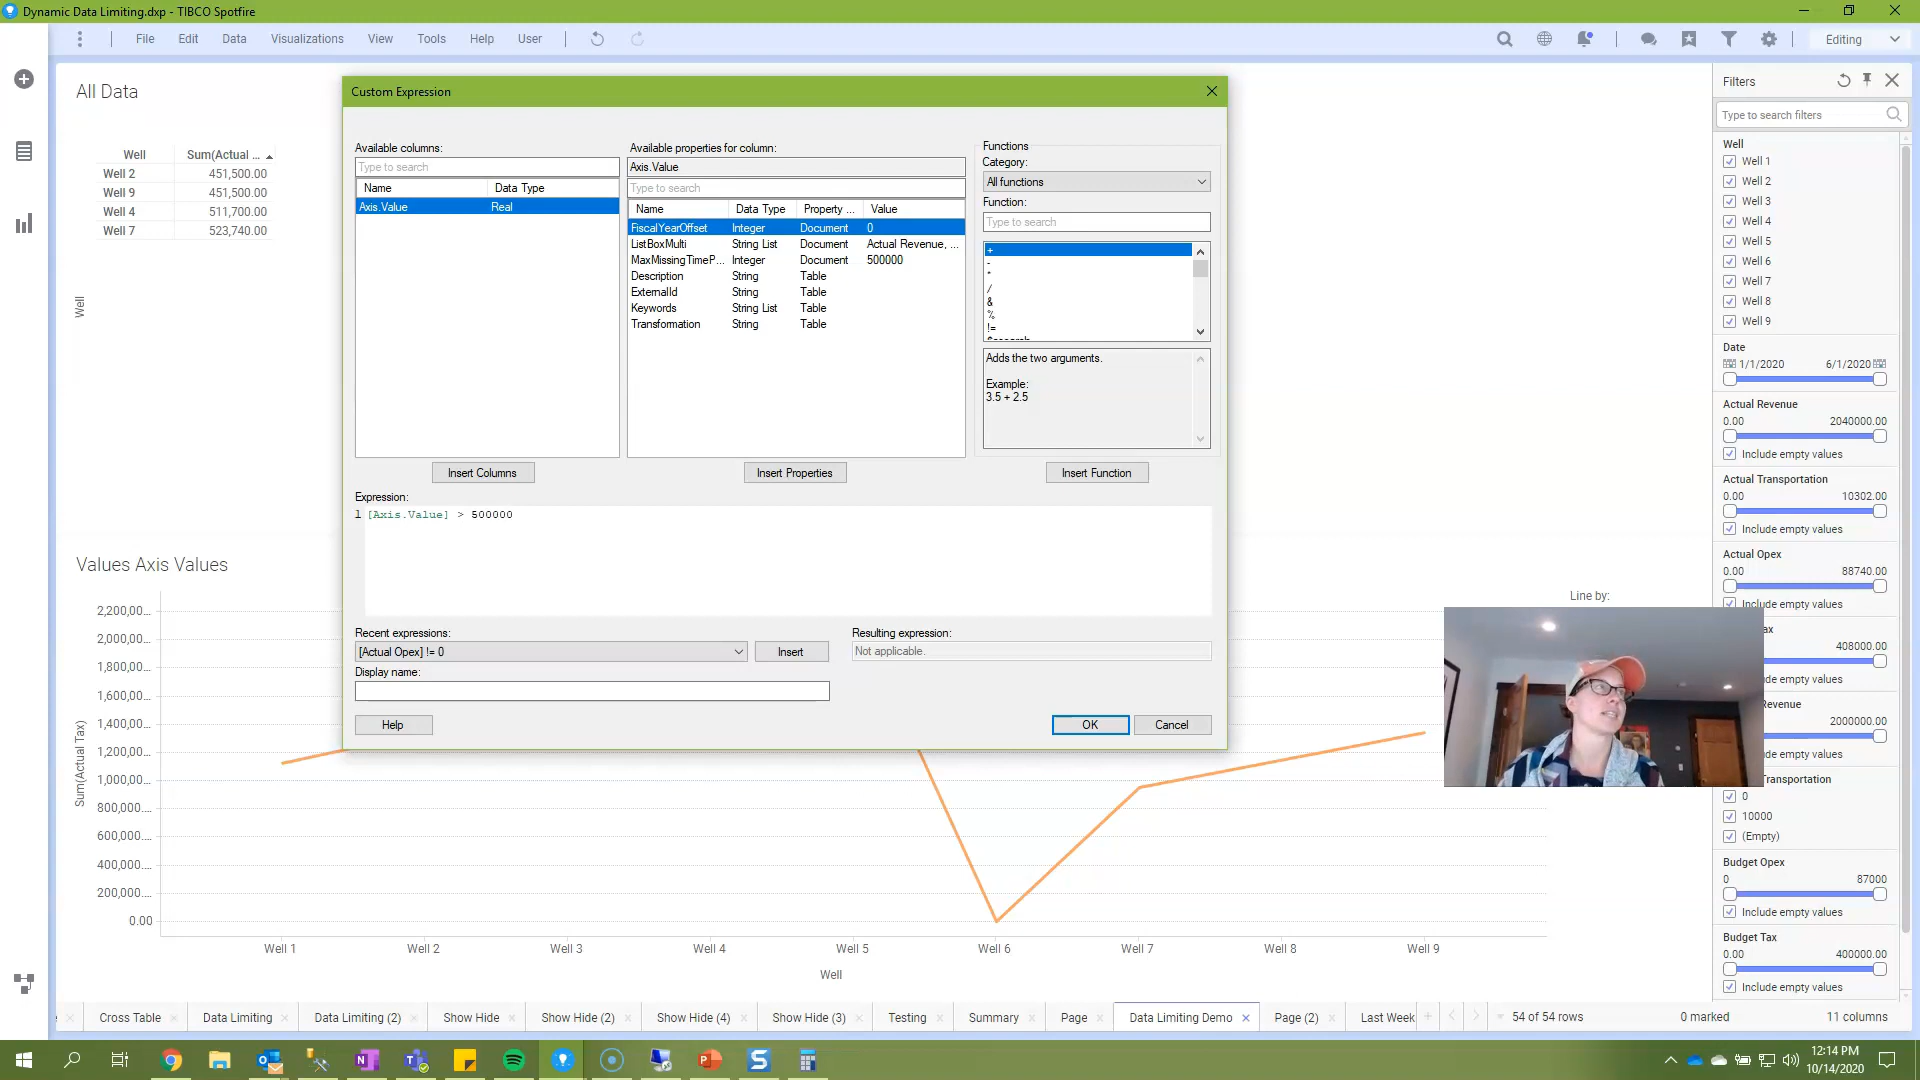 Dynamic Data Limiting.dxp - TIBCO Spotfire
File Edit Data Visualizations View Tools Help User
Editing
All Data
Well Sum(Actual ...
Well 2 451,500.00
Well 9 451,500.00
Well 4 511,700.00
Well 7 523,740.00
Well
Custom Expression
Available columns:
Type to search
Name Data Type
Axis.Value Real
Insert Columns
Available properties for column:
Axis.Value
Type to search
Name Data Type Property ... Value
FiscalYearOffset Integer Document 0
ListBoxMulti String List Document Actual Revenue, ...
MaxMissingTimeP... Integer Document 500000
Description String Table
ExternalId String Table
Keywords String List Table
Transformation String Table
Insert Properties
Functions
Category:
All functions
Function:
Type to search
+
-
*
/
&
%
!=
Adds the two arguments.
Example:
3.5 + 2.5
Insert Function
Expression:
1 [Axis.Value] > 500000
Recent expressions:
[Actual Opex] != 0
Insert
Resulting expression:
Not applicable.
Display name:
Help
OK
Cancel
Values Axis Values
Line by:
Sum(Actual Tax)
2,200,00...
2,000,00...
1,800,00...
1,600,00...
1,400,00...
1,200,00...
1,000,00...
800,000....
600,000....
400,000....
200,000....
0.00
Well 1 Well 2 Well 3 Well 4 Well 5 Well 6 Well 7 Well 8 Well 9
Well
Filters
Type to search filters
Well
Well 1
Well 2
Well 3
Well 4
Well 5
Well 6
Well 7
Well 8
Well 9
Date
1/1/2020 6/1/2020
Actual Revenue
0.00 2040000.00
Include empty values
Actual Transportation
0.00 10302.00
Include empty values
Actual Opex
0.00 88740.00
Include empty values
ax
408000.00
de empty values
Revenue
2000000.00
de empty values
Transportation
0
10000
(Empty)
Budget Opex
0 87000
Include empty values
Budget Tax
0.00 400000.00
Include empty values
Cross Table Data Limiting Data Limiting (2) Show Hide Show Hide (2) Show Hide (4) Show Hide (3) Testing Summary Page Data Limiting Demo Page (2) Last Week
54 of 54 rows 0 marked 11 columns
12:14 PM
10/14/2020